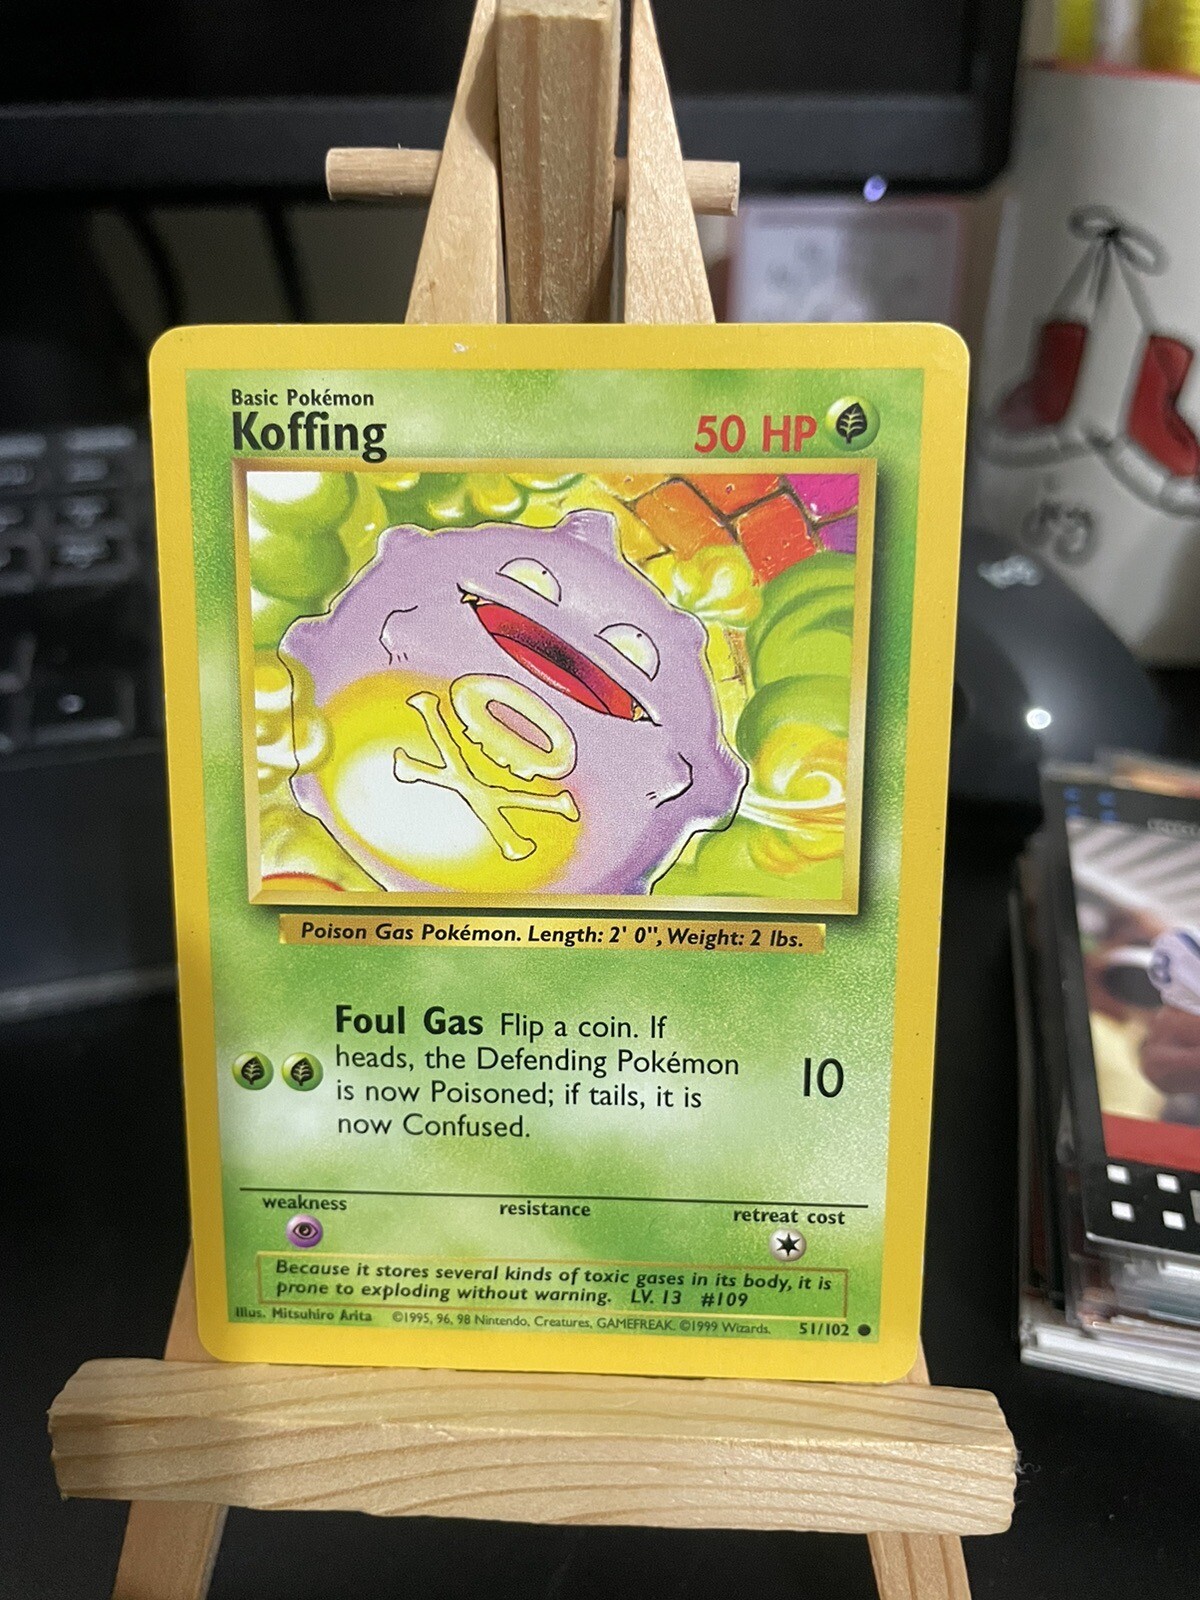 Basic Pokémon
Koffing
50 HP
Poison Gas Pokémon. Length: 2' 0", Weight: 2 lbs.
Foul Gas Flip a coin. If
heads, the Defending Pokémon
is now Poisoned; if tails, it is
now Confused.
10
weakness
resistance
retreat cost
Because it stores several kinds of toxic gases in its body, it is
prone to exploding without warning. LV. 13 #109
Illus. Mitsuhiro Arita ©1995, 96, 98 Nintendo, Creatures, GAMEFREAK. ©1999 Wizards. 51/102
joy